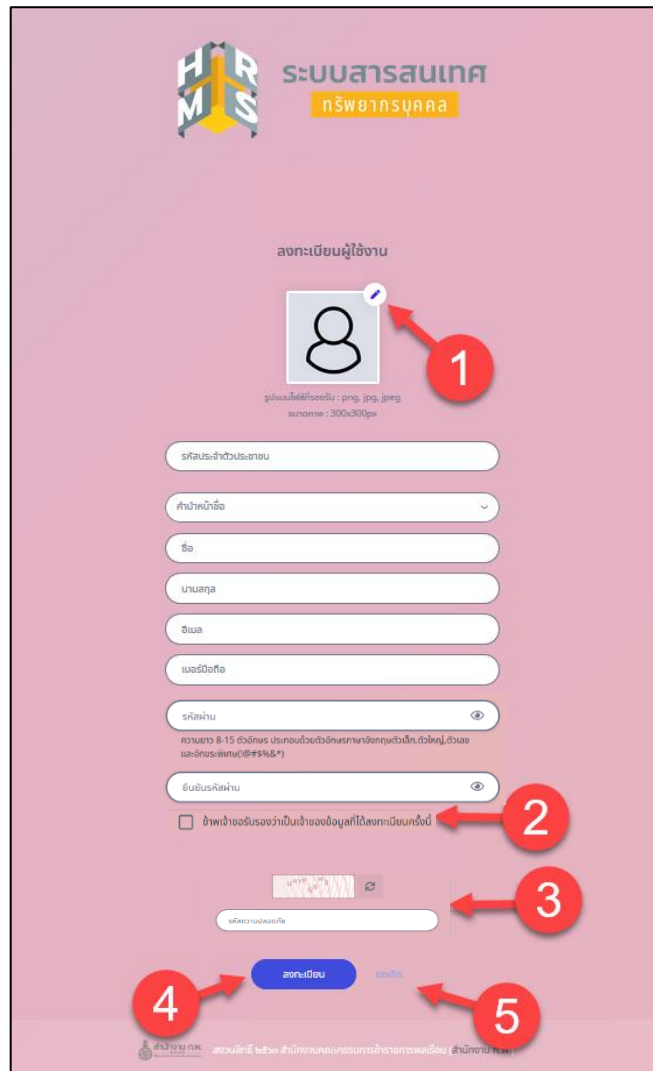 HR
MS
ระบบสารสนเทศ
ทรัพยากรบุคคล
ลงทะเบียนผู้ใช้งาน
1
รูปแบบไฟล์ที่รองรับ : png, jpg, jpeg
ขนาดภาพ : 300x300px
รหัสประจำตัวประชาชน
คำนำหน้าชื่อ
ชื่อ
นามสกุล
อีเมล
เบอร์มือถือ
รหัสผ่าน
ความยาว 8-15 ตัวอักษร ประกอบด้วยตัวอักษรภาษาอังกฤษตัวเล็ก,ตัวใหญ่,ตัวเลข
และอักขระพิเศษ(!@#$%&*)
ยืนยันรหัสผ่าน
ข้าพเจ้าขอรับรองว่าเป็นเจ้าของข้อมูลที่ได้ลงทะเบียนครั้งนี้
2
3
รหัสความปลอดภัย
ลงทะเบียน
ยกเลิก
4
5
สำนักงาน ก.พ. สงวนลิขสิทธิ์ ๒๕๖๓ สำนักงานคณะกรรมการข้าราชการพลเรือน (สำนักงาน ก.พ.)